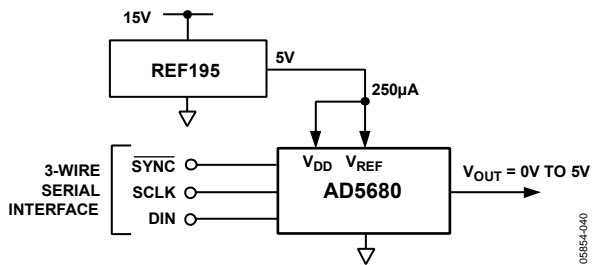 15V
REF195
5V
250µA
3-WIRE
SERIAL
INTERFACE
SYNC
SCLK
DIN
VDD VREF
AD5680
VOUT = 0V TO 5V
05854-040